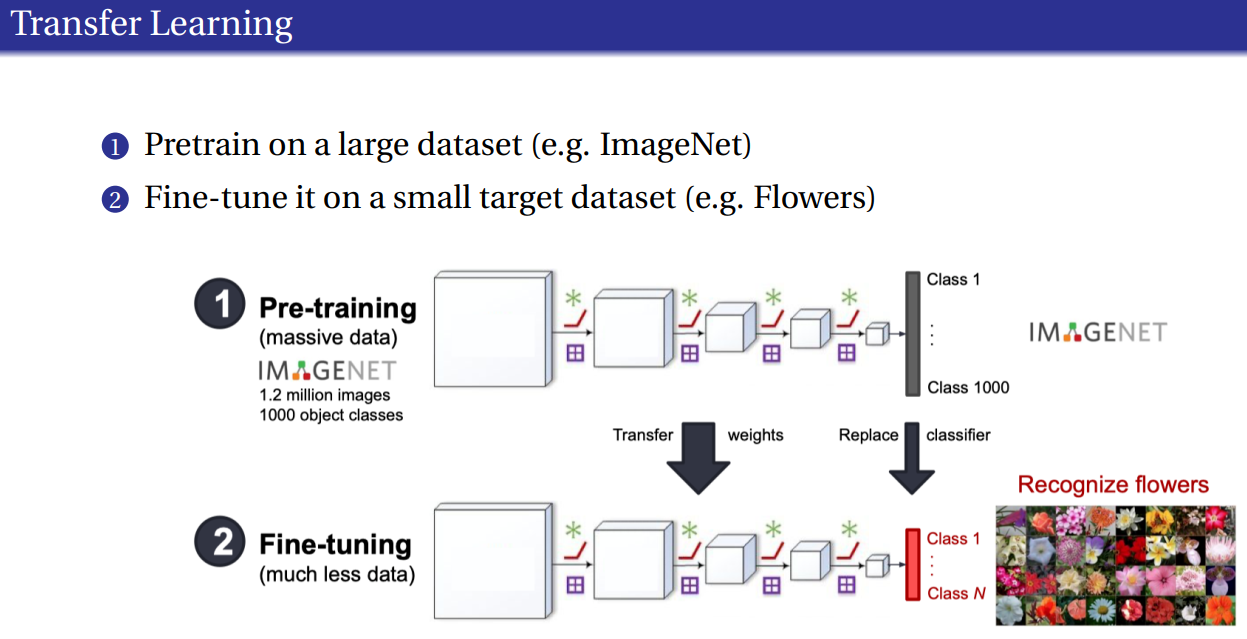 Transfer Learning
1 Pretrain on a large dataset (e.g. ImageNet)
2 Fine-tune it on a small target dataset (e.g. Flowers)
1 Pre-training
(massive data)
IMAGENET
1.2 million images
1000 object classes
Class 1
⋮
Class 1000
IMAGENET
Transfer weights
Replace classifier
2 Fine-tuning
(much less data)
Class 1
⋮
Class N
Recognize flowers